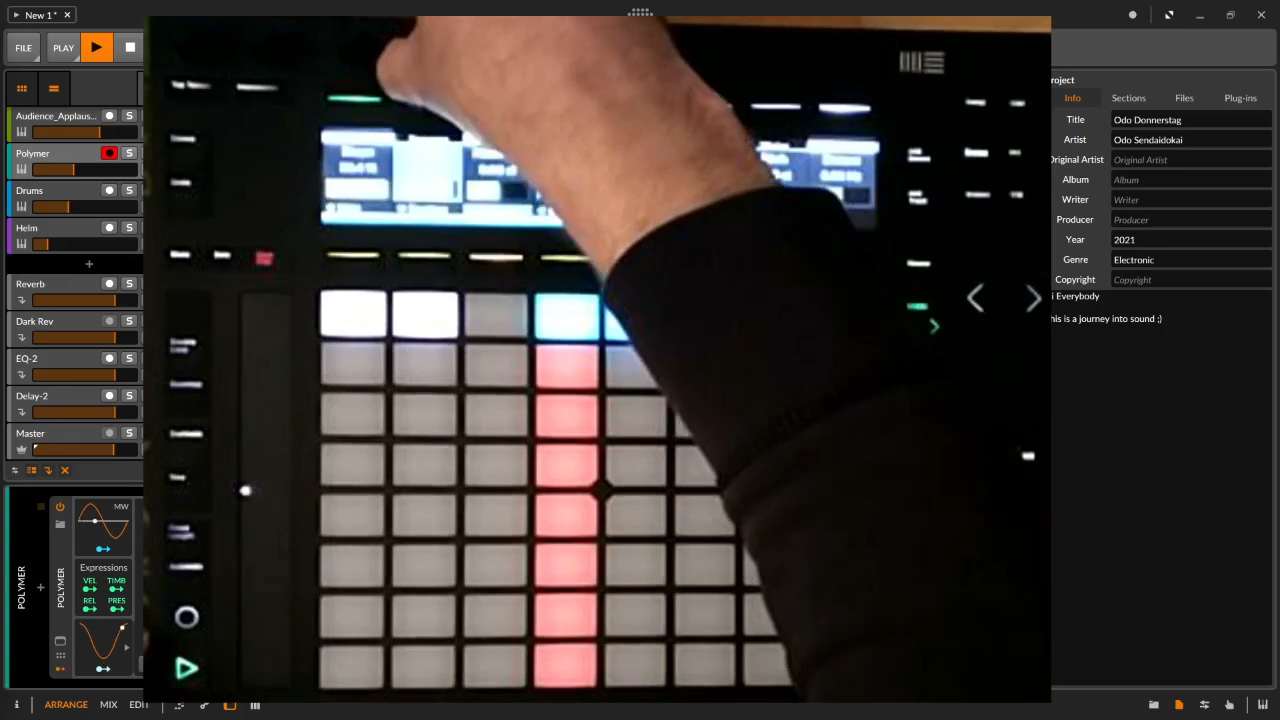 New 1*
FILE
PLAY
Project
Info
Sections
Files
Plug-ins
Audience_Applaus...
S
Title
Odo Donnerstag
Artist
Odo Sendaidokai
Polymer
S
Original Artist
Original Artist
Album
Album
Drums
S
Writer
Writer
Producer
Producer
Helm
S
Year
2021
Genre
Electronic
Copyright
Copyright
i Everybody
his is a journey into sound ;)
Reverb
S
Dark Rev
S
EQ-2
S
Delay-2
S
Master
S
POLYMER
POLYMER
MW
Expressions
VEL
TIMB
REL
PRES
ARRANGE
MIX
EDI